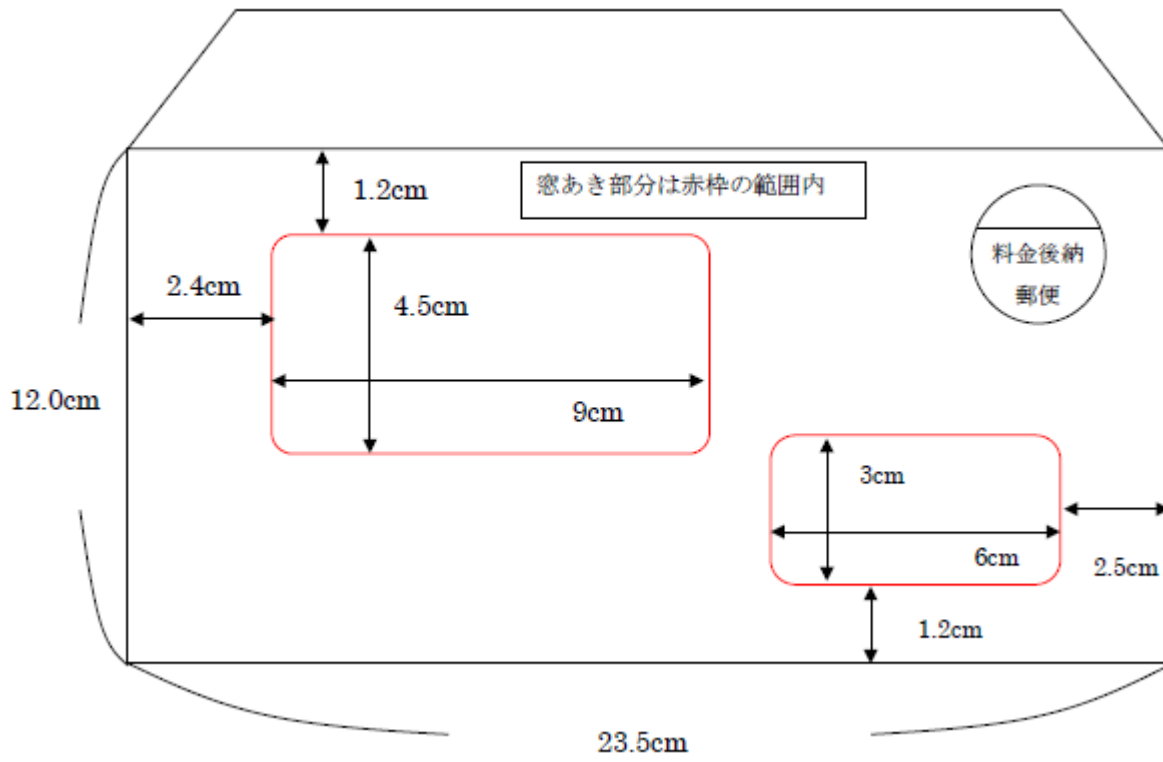 1.2cm
窓あき部分は赤枠の範囲内
料金後納
郵便
2.4cm
4.5cm
12.0cm
9cm
3cm
6cm
2.5cm
1.2cm
23.5cm